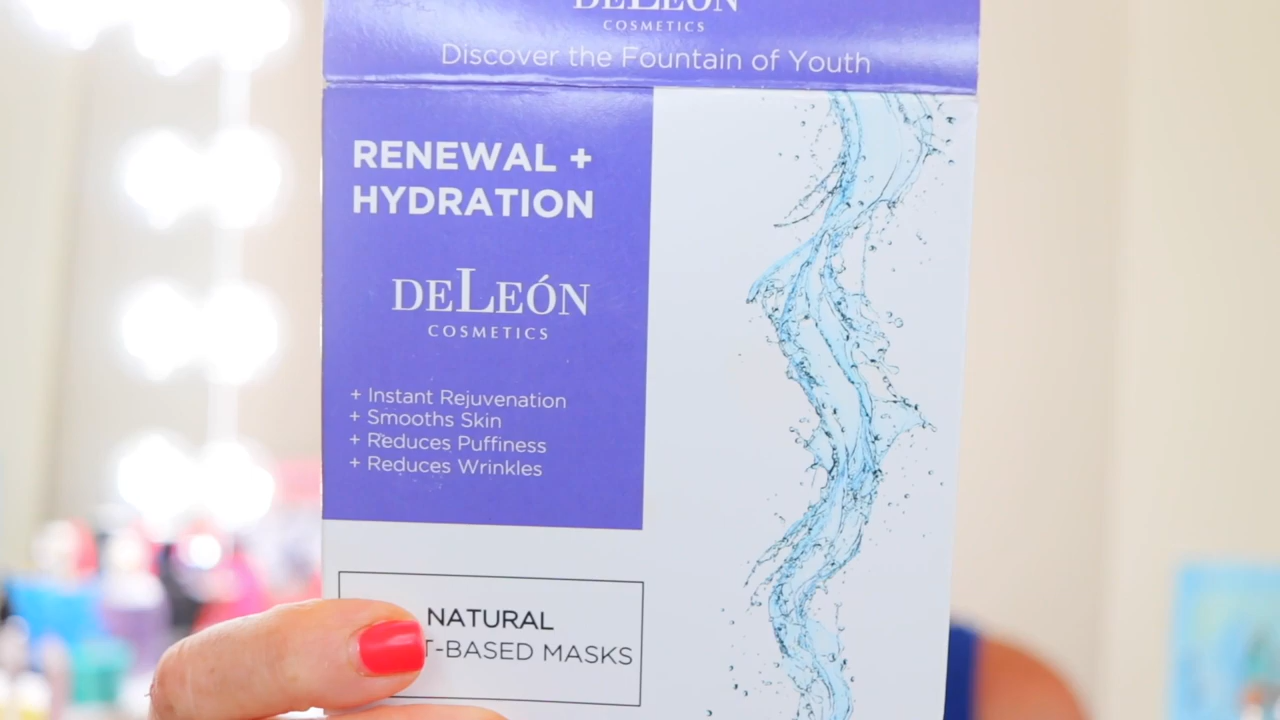 DELEÓN
COSMETICS
Discover the Fountain of Youth
RENEWAL +
HYDRATION
DELEÓN
COSMETICS
+ Instant Rejuvenation
+ Smooths Skin
+ Reduces Puffiness
+ Reduces Wrinkles
NATURAL
T-BASED MASKS